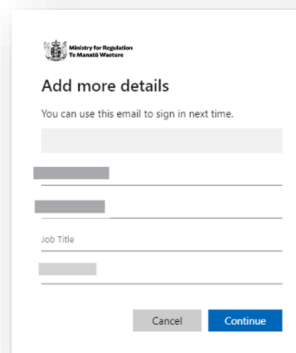 Ministry for Regulation
Te Manatū Waeture
Add more details
You can use this email to sign in next time.
Job Title
Cancel
Continue